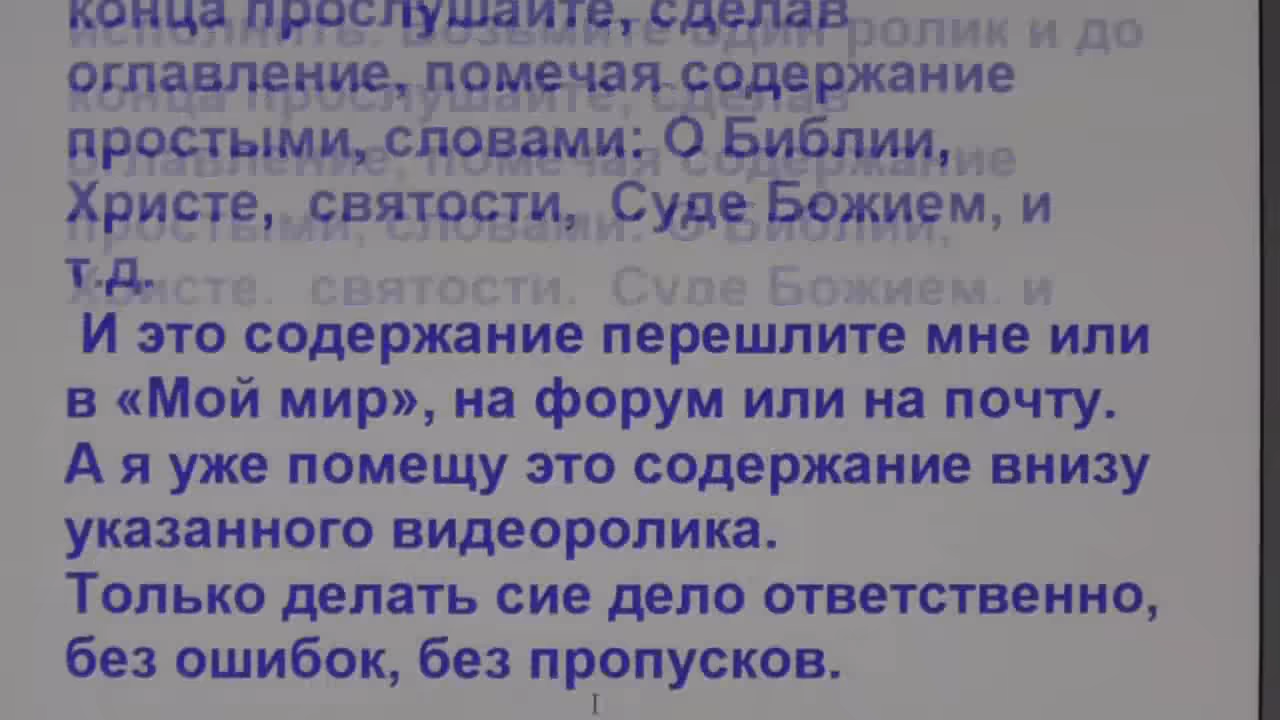 конца прослушайте, сделав
оглавление, помечая содержание
простыми, словами: О Библии,
Христе, святости, Суде Божием, и
т.д.
И это содержание перешлите мне или
в «Мой мир», на форум или на почту.
А я уже помещу это содержание внизу
указанного видеоролика.
Только делать сие дело ответственно,
без ошибок, без пропусков.